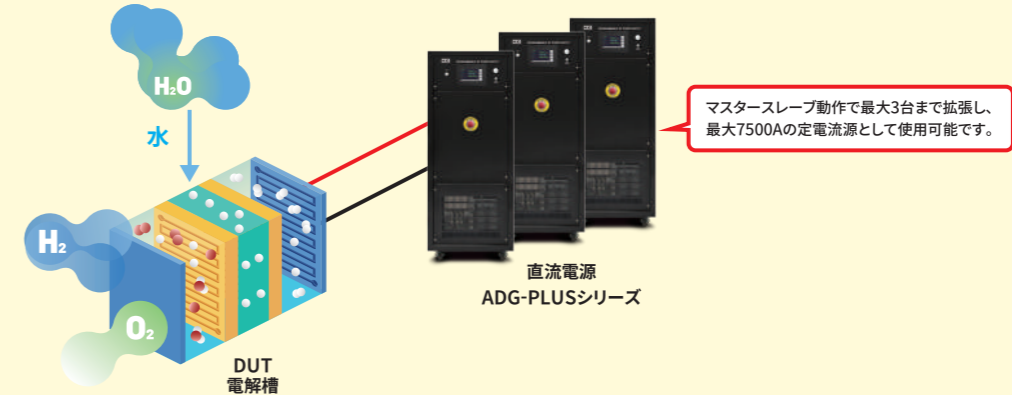 H₂O
水
マスタースレーブ動作で最大3台まで拡張し、
最大7500Aの定電流源として使用可能です。
H₂
O₂
直流電源
ADG-PLUSシリーズ
DUT
電解槽